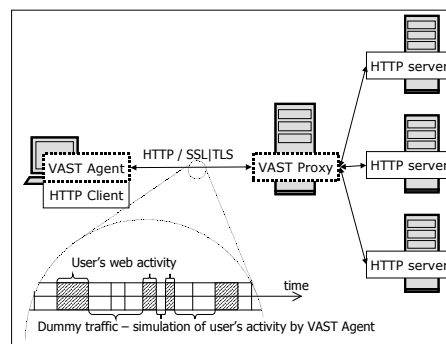 HTTP server
HTTP / SSL|TLS
VAST Agent
VAST Proxy
HTTP server
HTTP Client
HTTP server
User's web activity
time
Dummy traffic – simulation of user's activity by VAST Agent